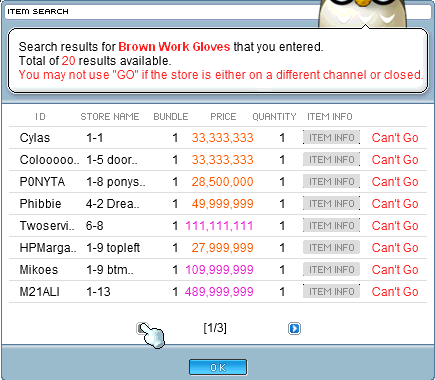 ITEM SEARCH
Search results for Brown Work Gloves that you entered.
Total of 20 results available.
You may not use "GO" if the store is either on a different channel or closed.
ID STORE NAME BUNDLE PRICE QUANTITY ITEM INFO
Cylas 1-1 1 33,333,333 1 ITEM INFO Can't Go
Colooooo.. 1-5 door.. 1 33,333,333 1 ITEM INFO Can't Go
P0NYTA 1-8 ponys.. 1 28,500,000 1 ITEM INFO Can't Go
Phibbie 4-2 Drea.. 1 49,999,999 1 ITEM INFO Can't Go
Twoservi.. 6-8 1 111,111,111 1 ITEM INFO Can't Go
HPMarga.. 1-9 topleft 1 27,999,999 1 ITEM INFO Can't Go
Mikoes 1-9 btm.. 1 109,999,999 1 ITEM INFO Can't Go
M21ALI 1-13 1 489,999,999 1 ITEM INFO Can't Go
[1/3]
OK